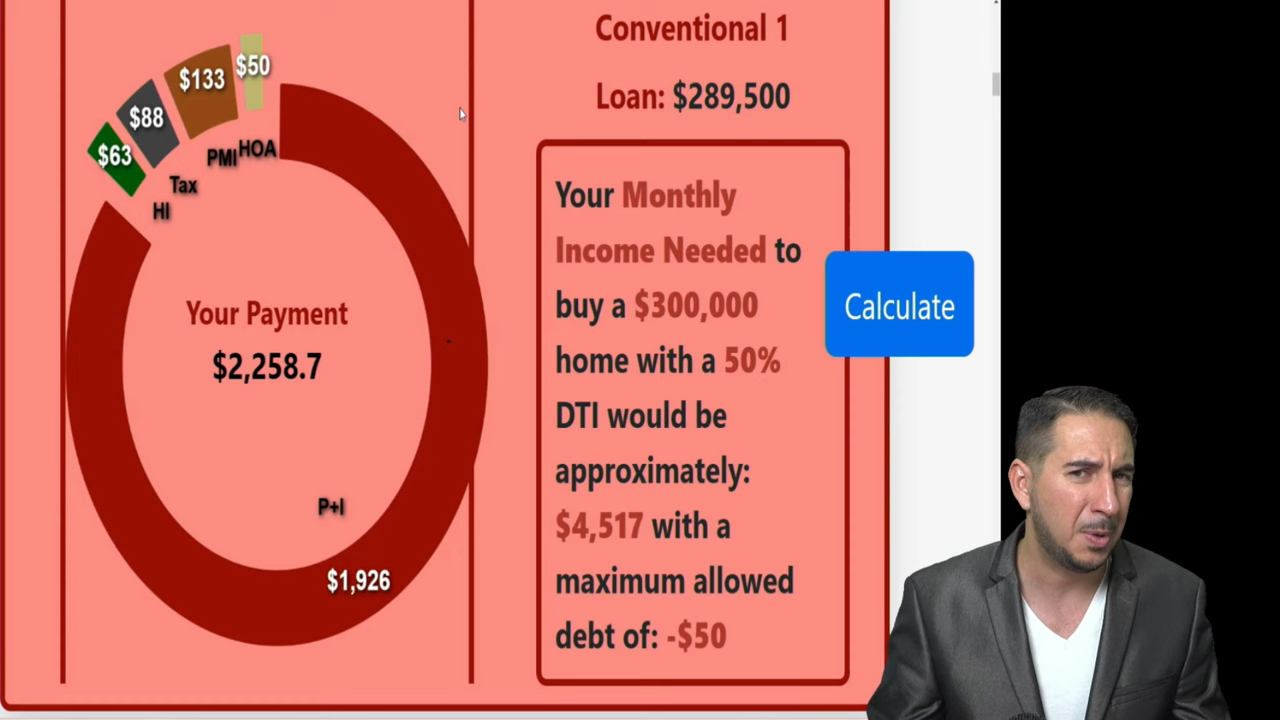 $50
$133
$88
$63
HOA
PMI
Tax
HI
Your Payment
$2,258.7
P+I
$1,926
Conventional 1
Loan: $289,500
Your Monthly
Income Needed to
buy a $300,000
home with a 50%
DTI would be
approximately:
$4,517 with a
maximum allowed
debt of: -$50
Calculate